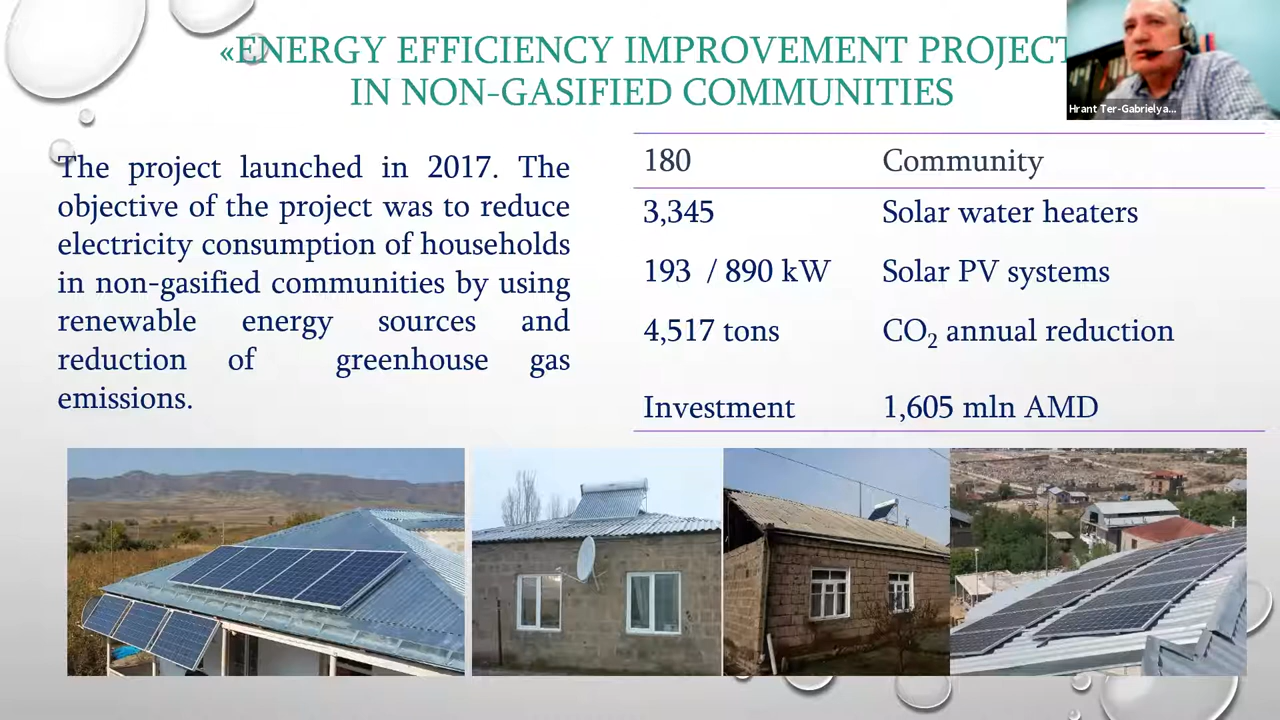 «ENERGY EFFICIENCY IMPROVEMENT PROJECT
IN NON-GASIFIED COMMUNITIES
Hrant Ter-Gabrielya...
The project launched in 2017. The
objective of the project was to reduce
electricity consumption of households
in non-gasified communities by using
renewable energy sources and
reduction of greenhouse gas
emissions.
180 Community
3,345 Solar water heaters
193 / 890 kW Solar PV systems
4,517 tons CO₂ annual reduction
Investment 1,605 mln AMD